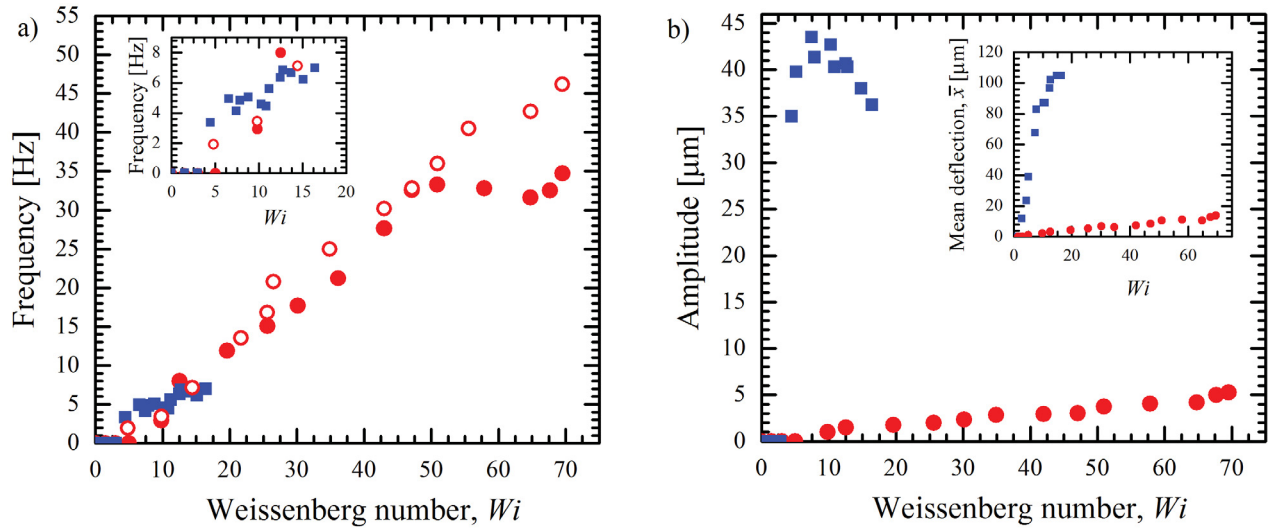 a)
Frequency [Hz]
55
50
45
40
35
30
25
20
15
10
5
0
0 10 20 30 40 50 60 70
Weissenberg number, Wi
Frequency [Hz]
8
6
4
2
0
0 5 10 15 20
Wi
b)
Amplitude [µm]
45
40
35
30
25
20
15
10
5
0
0 10 20 30 40 50 60 70
Weissenberg number, Wi
Mean deflection, x̄ [µm]
120
100
80
60
40
20
0
0 20 40 60
Wi